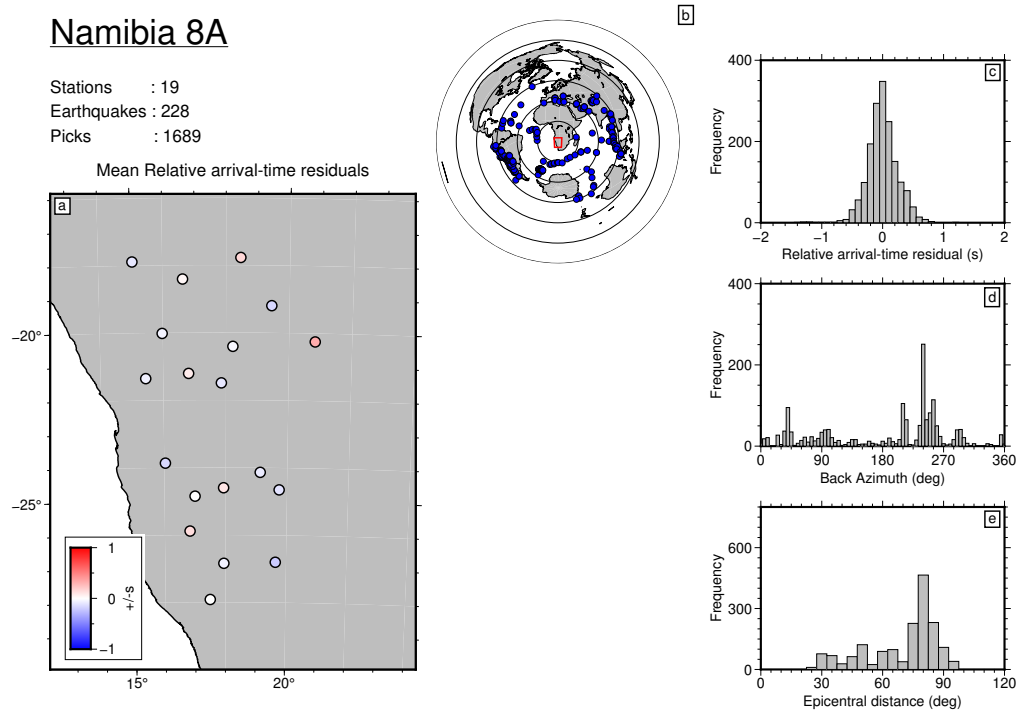 Namibia 8A
Stations : 19
Earthquakes : 228
Picks : 1689
Mean Relative arrival-time residuals
a
−20°
−25°
15°
20°
1
0
−1
+/-s
b
c
Frequency
400
200
0
−2
−1
0
1
2
Relative arrival-time residual (s)
d
Frequency
400
200
0
0
90
180
270
360
Back Azimuth (deg)
e
Frequency
600
300
0
0
30
60
90
120
Epicentral distance (deg)